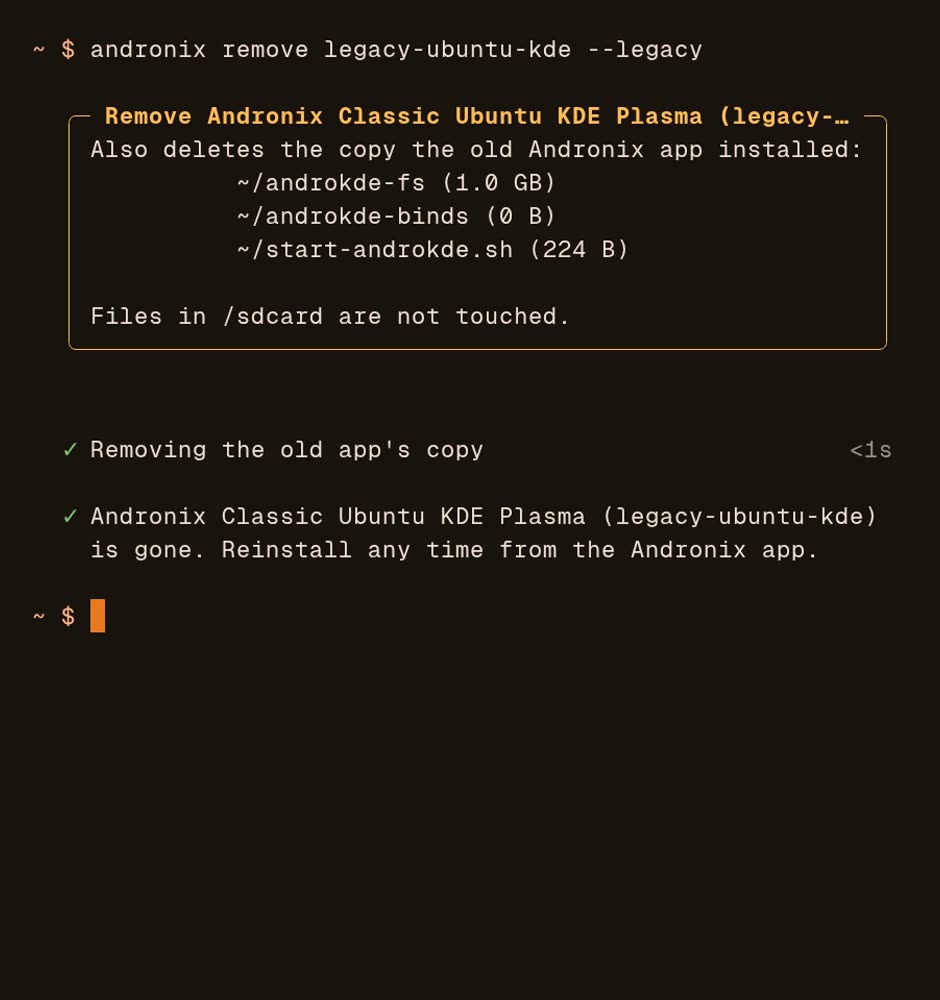 ~ $ andronix remove legacy-ubuntu-kde --legacy
Remove Andronix Classic Ubuntu KDE Plasma (legacy-…
Also deletes the copy the old Andronix app installed:
~/androkde-fs (1.0 GB)
~/androkde-binds (0 B)
~/start-androkde.sh (224 B)
Files in /sdcard are not touched.
✓ Removing the old app's copy <1s
✓ Andronix Classic Ubuntu KDE Plasma (legacy-ubuntu-kde)
is gone. Reinstall any time from the Andronix app.
~ $